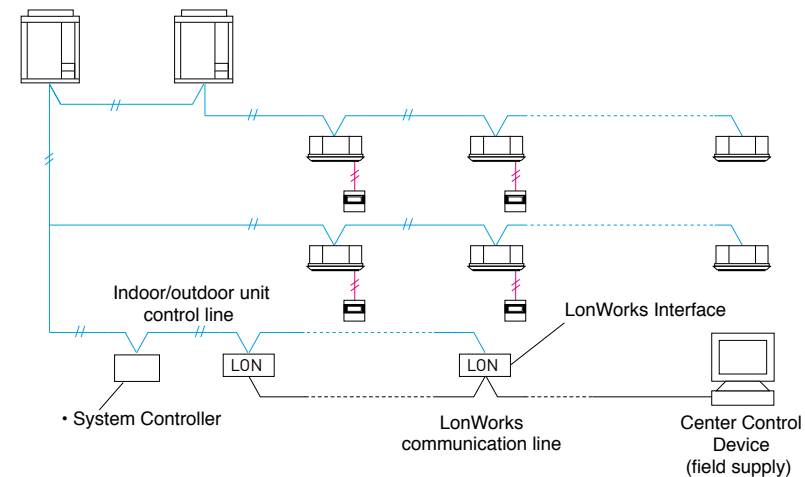 Indoor/outdoor unit
control line
LonWorks Interface
LON
LON
• System Controller
LonWorks
communication line
Center Control
Device
(field supply)